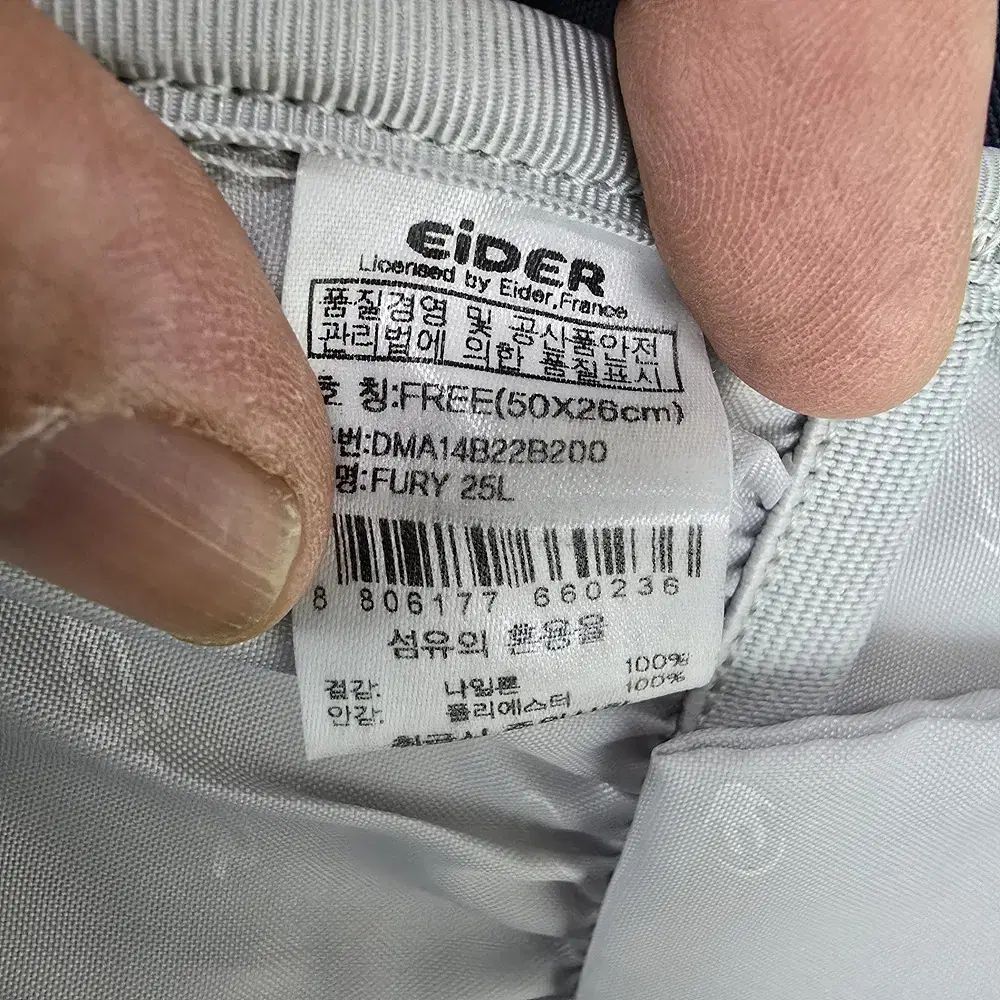 EiDER
Licensed by Eider,France
품질경영 및 공산품안전
관리법에 의한 품질표시
호 칭:FREE(50X26cm)
번:DMA14B22B200
명:FURY 25L
8 806177 660236
섬유의 혼용율
겉감: 나일론 100%
안감: 폴리에스터 100%